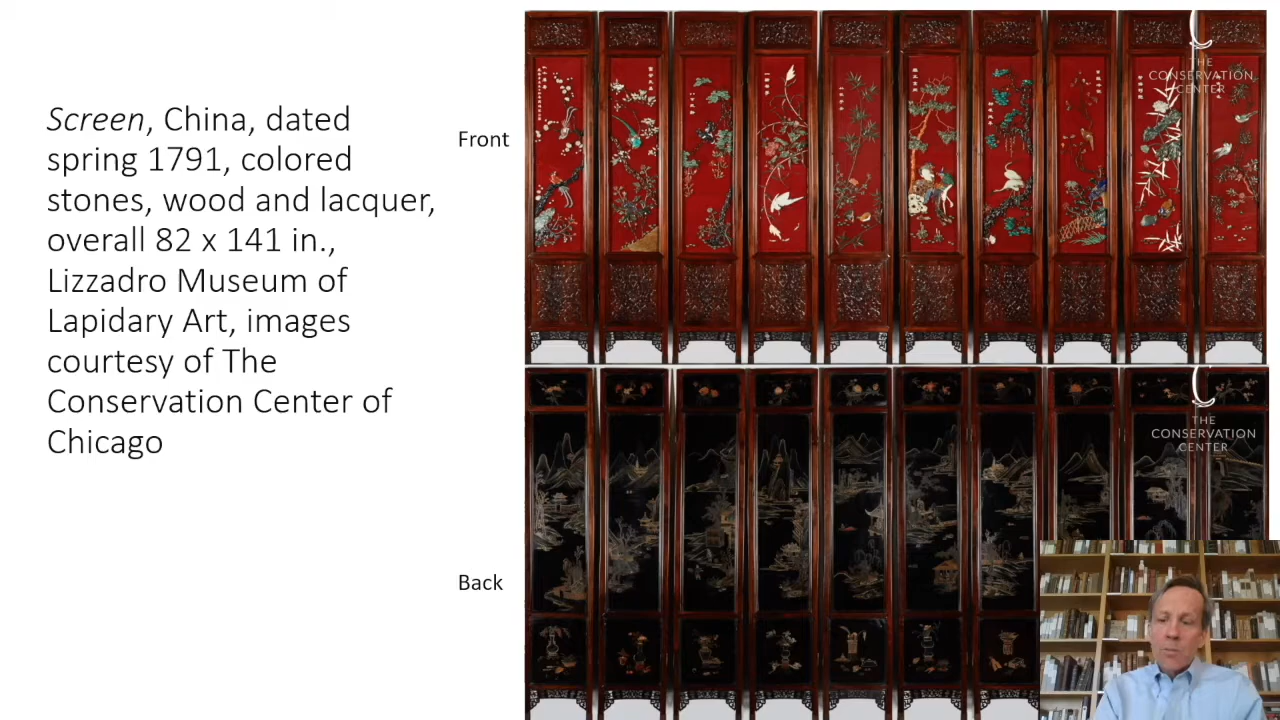 Screen, China, dated
spring 1791, colored
stones, wood and lacquer,
overall 82 x 141 in.,
Lizzadro Museum of
Lapidary Art, images
courtesy of The
Conservation Center of
Chicago
Front
THE
CONSERVATION
CENTER
Back
THE
CONSERVATION
CENTER